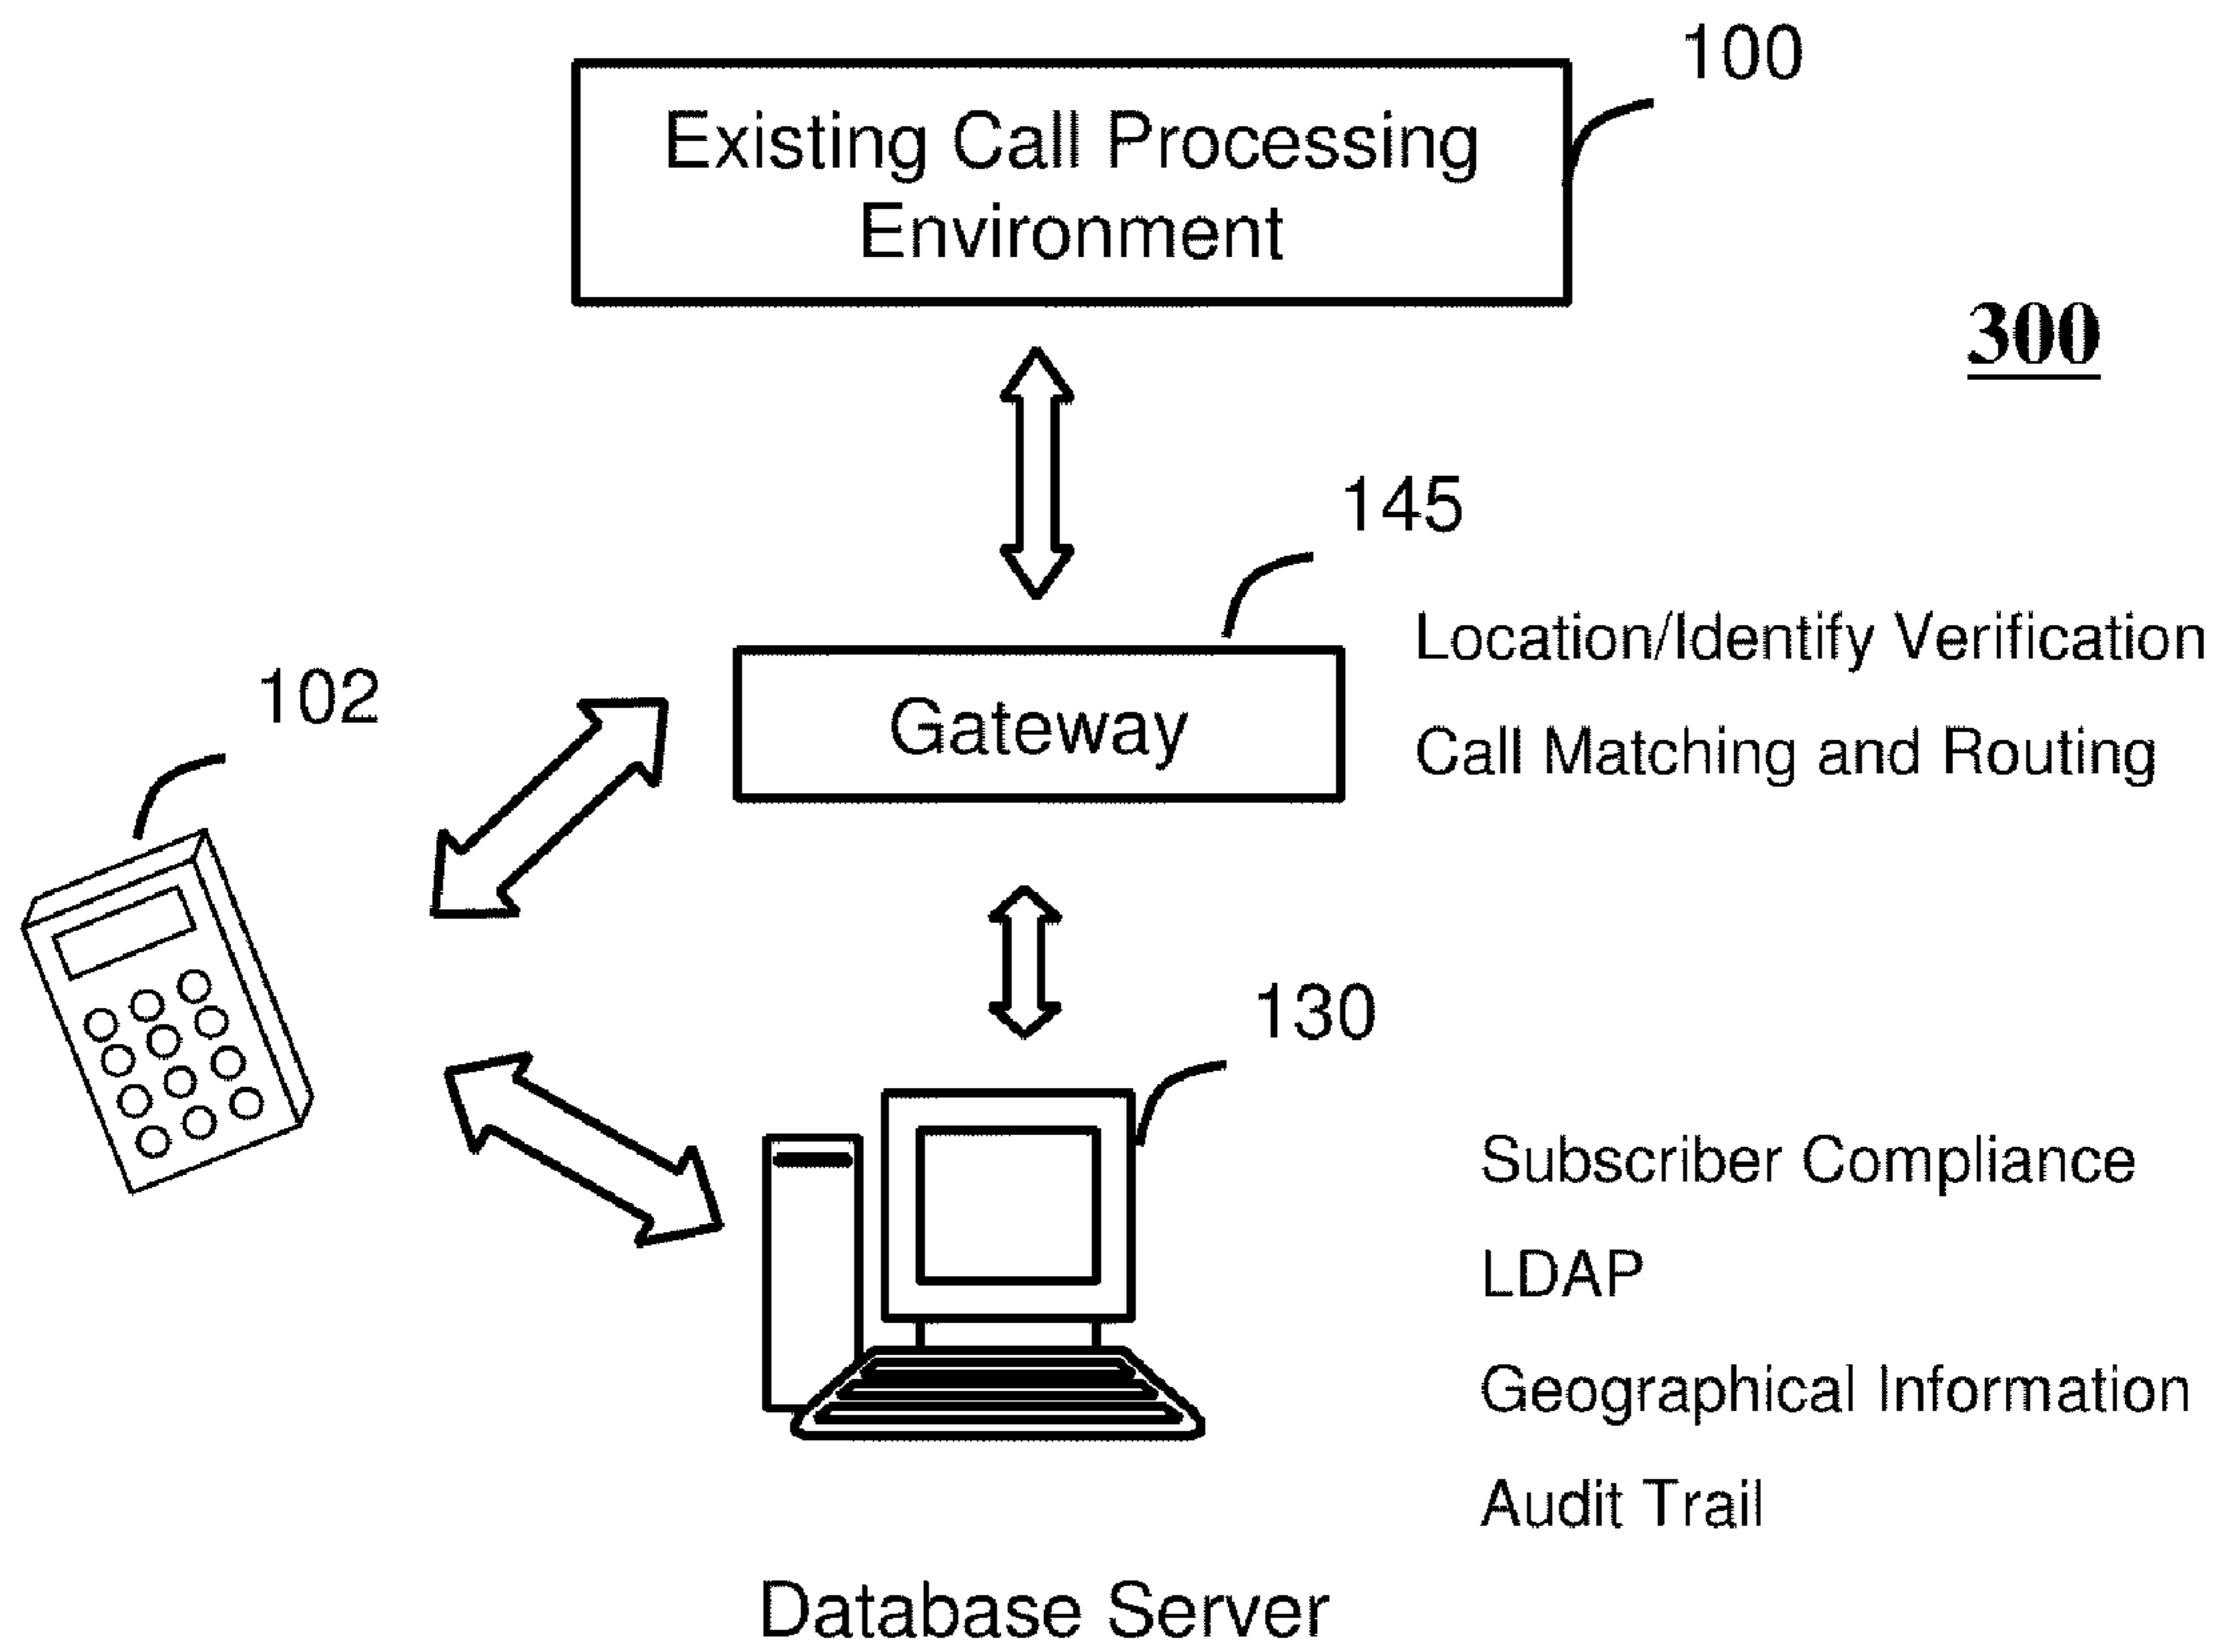 100
Existing Call Processing
Environment
300
145
Location/Identify Verification
102
Gateway
Call Matching and Routing
130
Subscriber Compliance
LDAP
Geographical Information
Audit Trail
Database Server